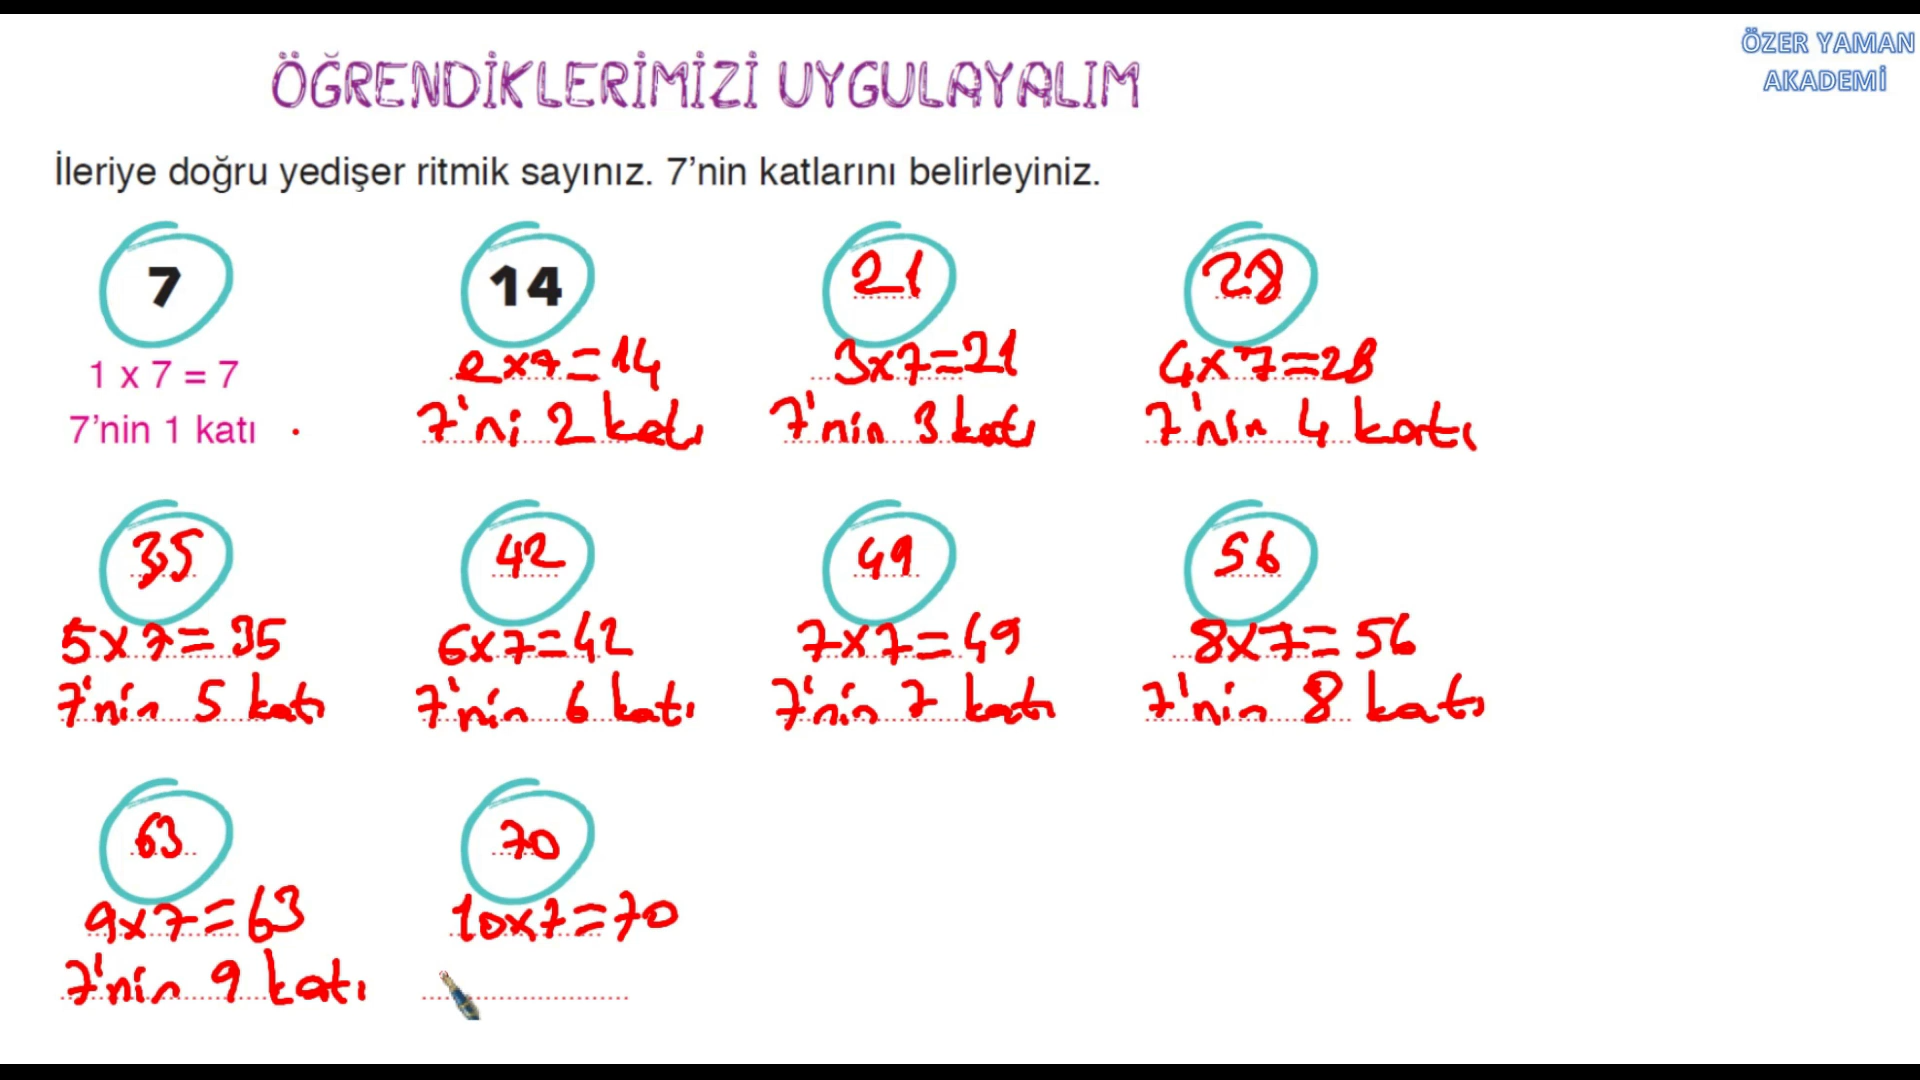 ÖZER YAMAN
AKADEMİ
ÖĞRENDİKLERİMİZİ UYGULAYALIM
İleriye doğru yedişer ritmik sayınız. 7'nin katlarını belirleyiniz.
7 14 21 28
1 x 7 = 7 2x7=14 3x7=21 4x7=28
7'nin 1 katı 7'ni 2 katı 7'nin 3 katı 7'nin 4 katı
35 42 49 56
5x7=35 6x7=42 7x7=49 8x7=56
7'nin 5 katı 7'nin 6 katı 7'nin 7 katı 7'nin 8 katı
63 70
9x7=63 10x7=70
7'nin 9 katı